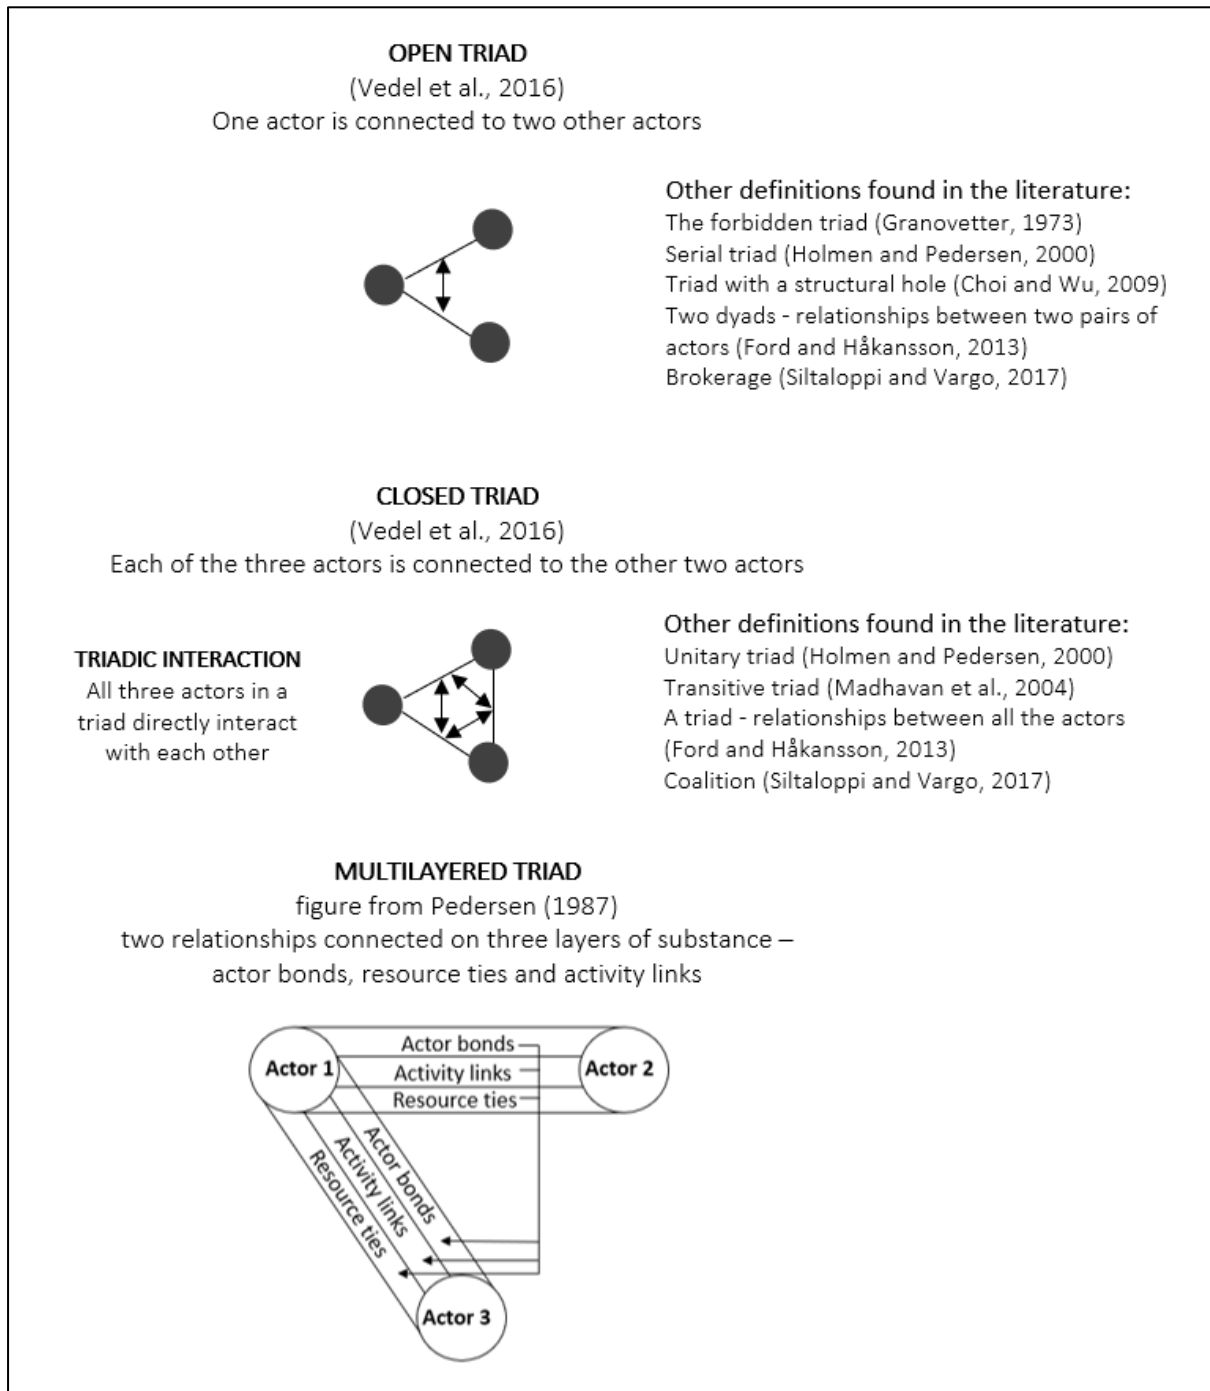 OPEN TRIAD
(Vedel et al., 2016)
One actor is connected to two other actors
Other definitions found in the literature:
The forbidden triad (Granovetter, 1973)
Serial triad (Holmen and Pedersen, 2000)
Triad with a structural hole (Choi and Wu, 2009)
Two dyads - relationships between two pairs of
actors (Ford and Håkansson, 2013)
Brokerage (Siltaloppi and Vargo, 2017)
CLOSED TRIAD
(Vedel et al., 2016)
Each of the three actors is connected to the other two actors
TRIADIC INTERACTION
All three actors in a
triad directly interact
with each other
Other definitions found in the literature:
Unitary triad (Holmen and Pedersen, 2000)
Transitive triad (Madhavan et al., 2004)
A triad - relationships between all the actors
(Ford and Håkansson, 2013)
Coalition (Siltaloppi and Vargo, 2017)
MULTILAYERED TRIAD
figure from Pedersen (1987)
two relationships connected on three layers of substance –
actor bonds, resource ties and activity links
Actor 1
Actor bonds
Activity links
Resource ties
Actor 2
Actor bonds
Activity links
Resource ties
Actor 3